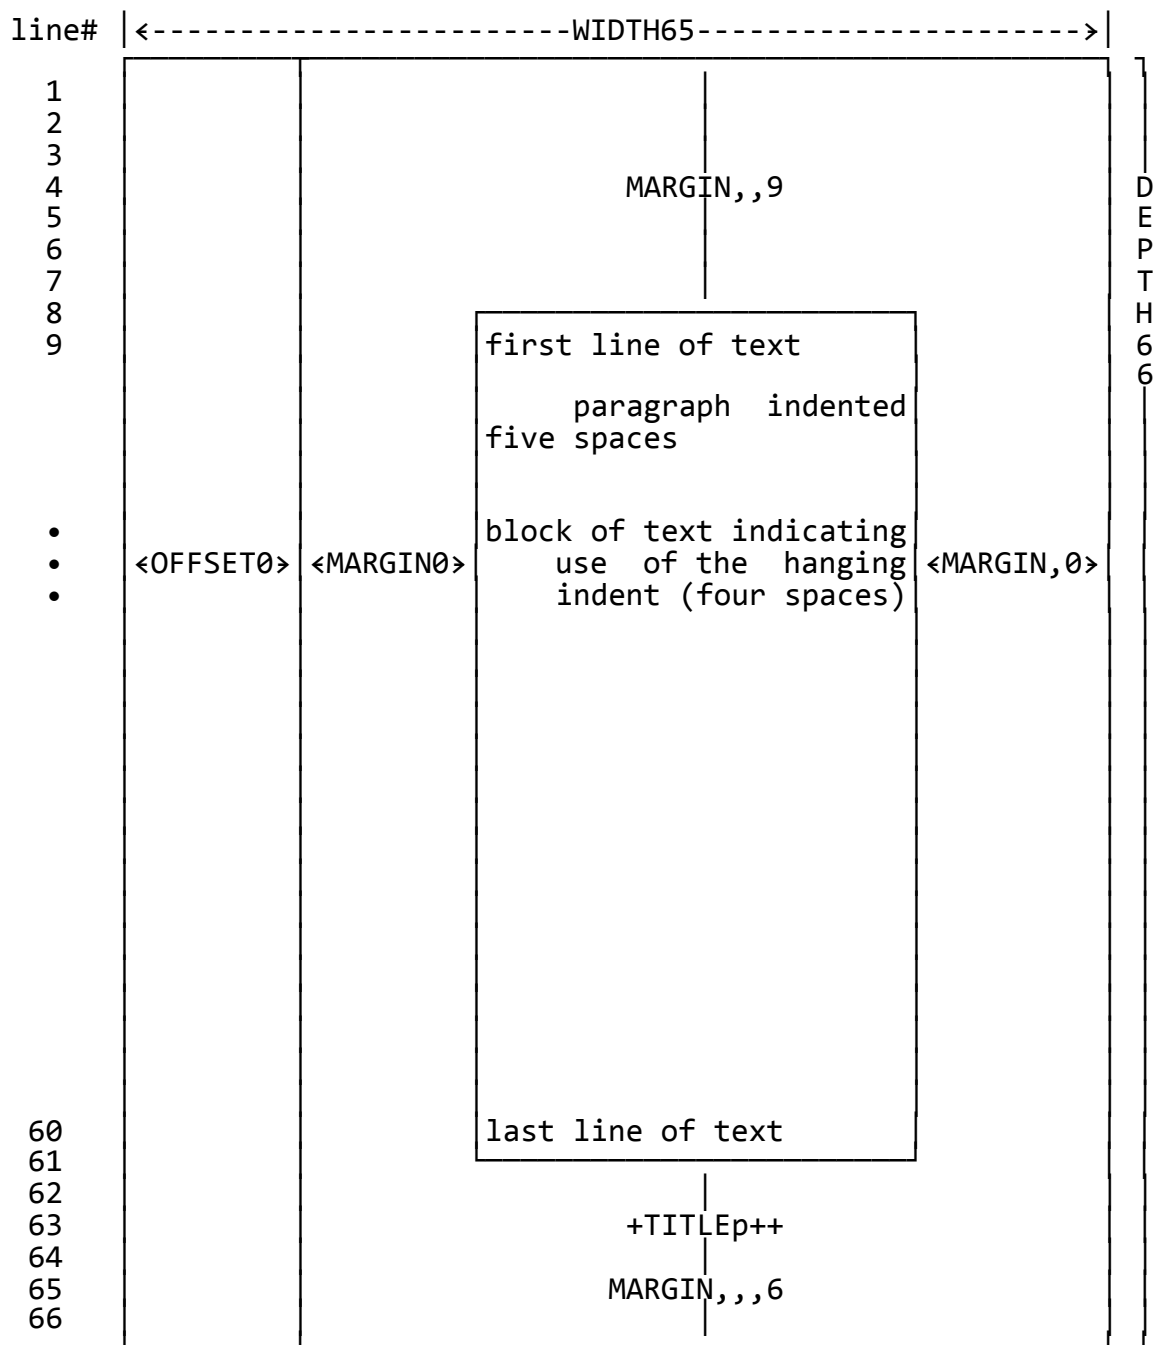 line# |<------------------------WIDTH65---------------------->|
1
2
3
4 MARGIN,,9 D
5 E
6 P
7 T
8 H
9 first line of text 6
6
paragraph indented
five spaces
• block of text indicating
• <OFFSET0> <MARGIN0> use of the hanging <MARGIN,0>
• indent (four spaces)
60 last line of text
61
62
63 +TITLEp++
64
65 MARGIN,,,6
66